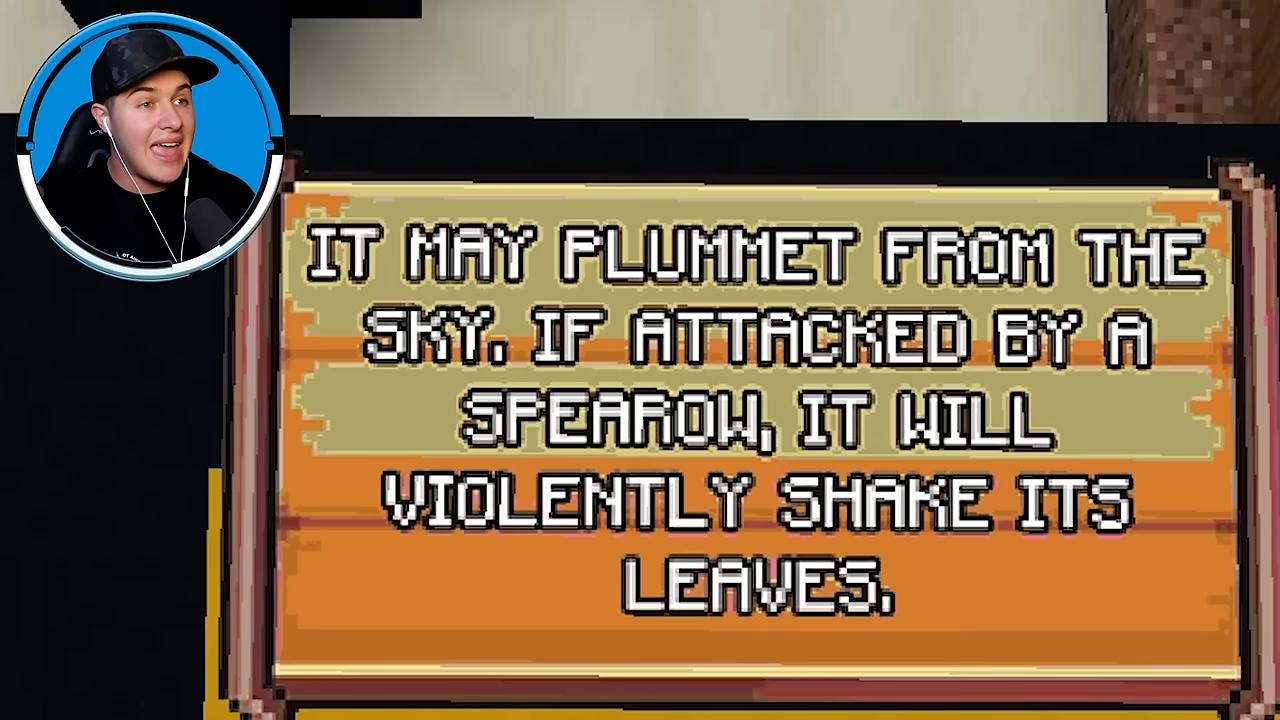 IT MAY PLUMMET FROM THE
SKY. IF ATTACKED BY A
SPEAROW, IT WILL
VIOLENTLY SHAKE ITS
LEAVES.